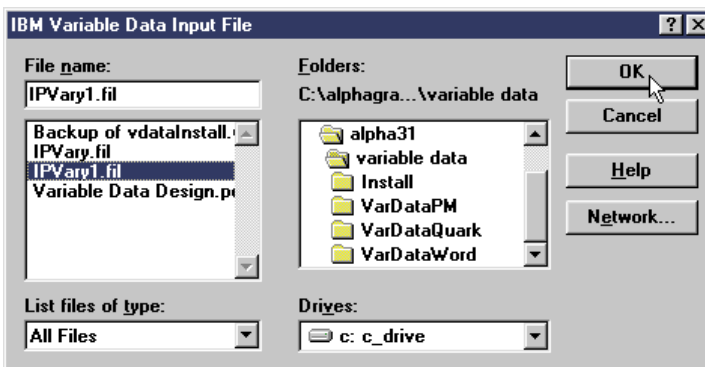 IBM Variable Data Input File
File name:
IPVary1.fil
Backup of vdataInstall.
IPVary.fil
IPVary1.fil
Variable Data Design.p
List files of type:
All Files
Folders:
C:\alphagra...\variable data
alpha31
variable data
Install
VarDataPM
VarDataQuark
VarDataWord
Drives:
c: c_drive
OK
Cancel
Help
Network...